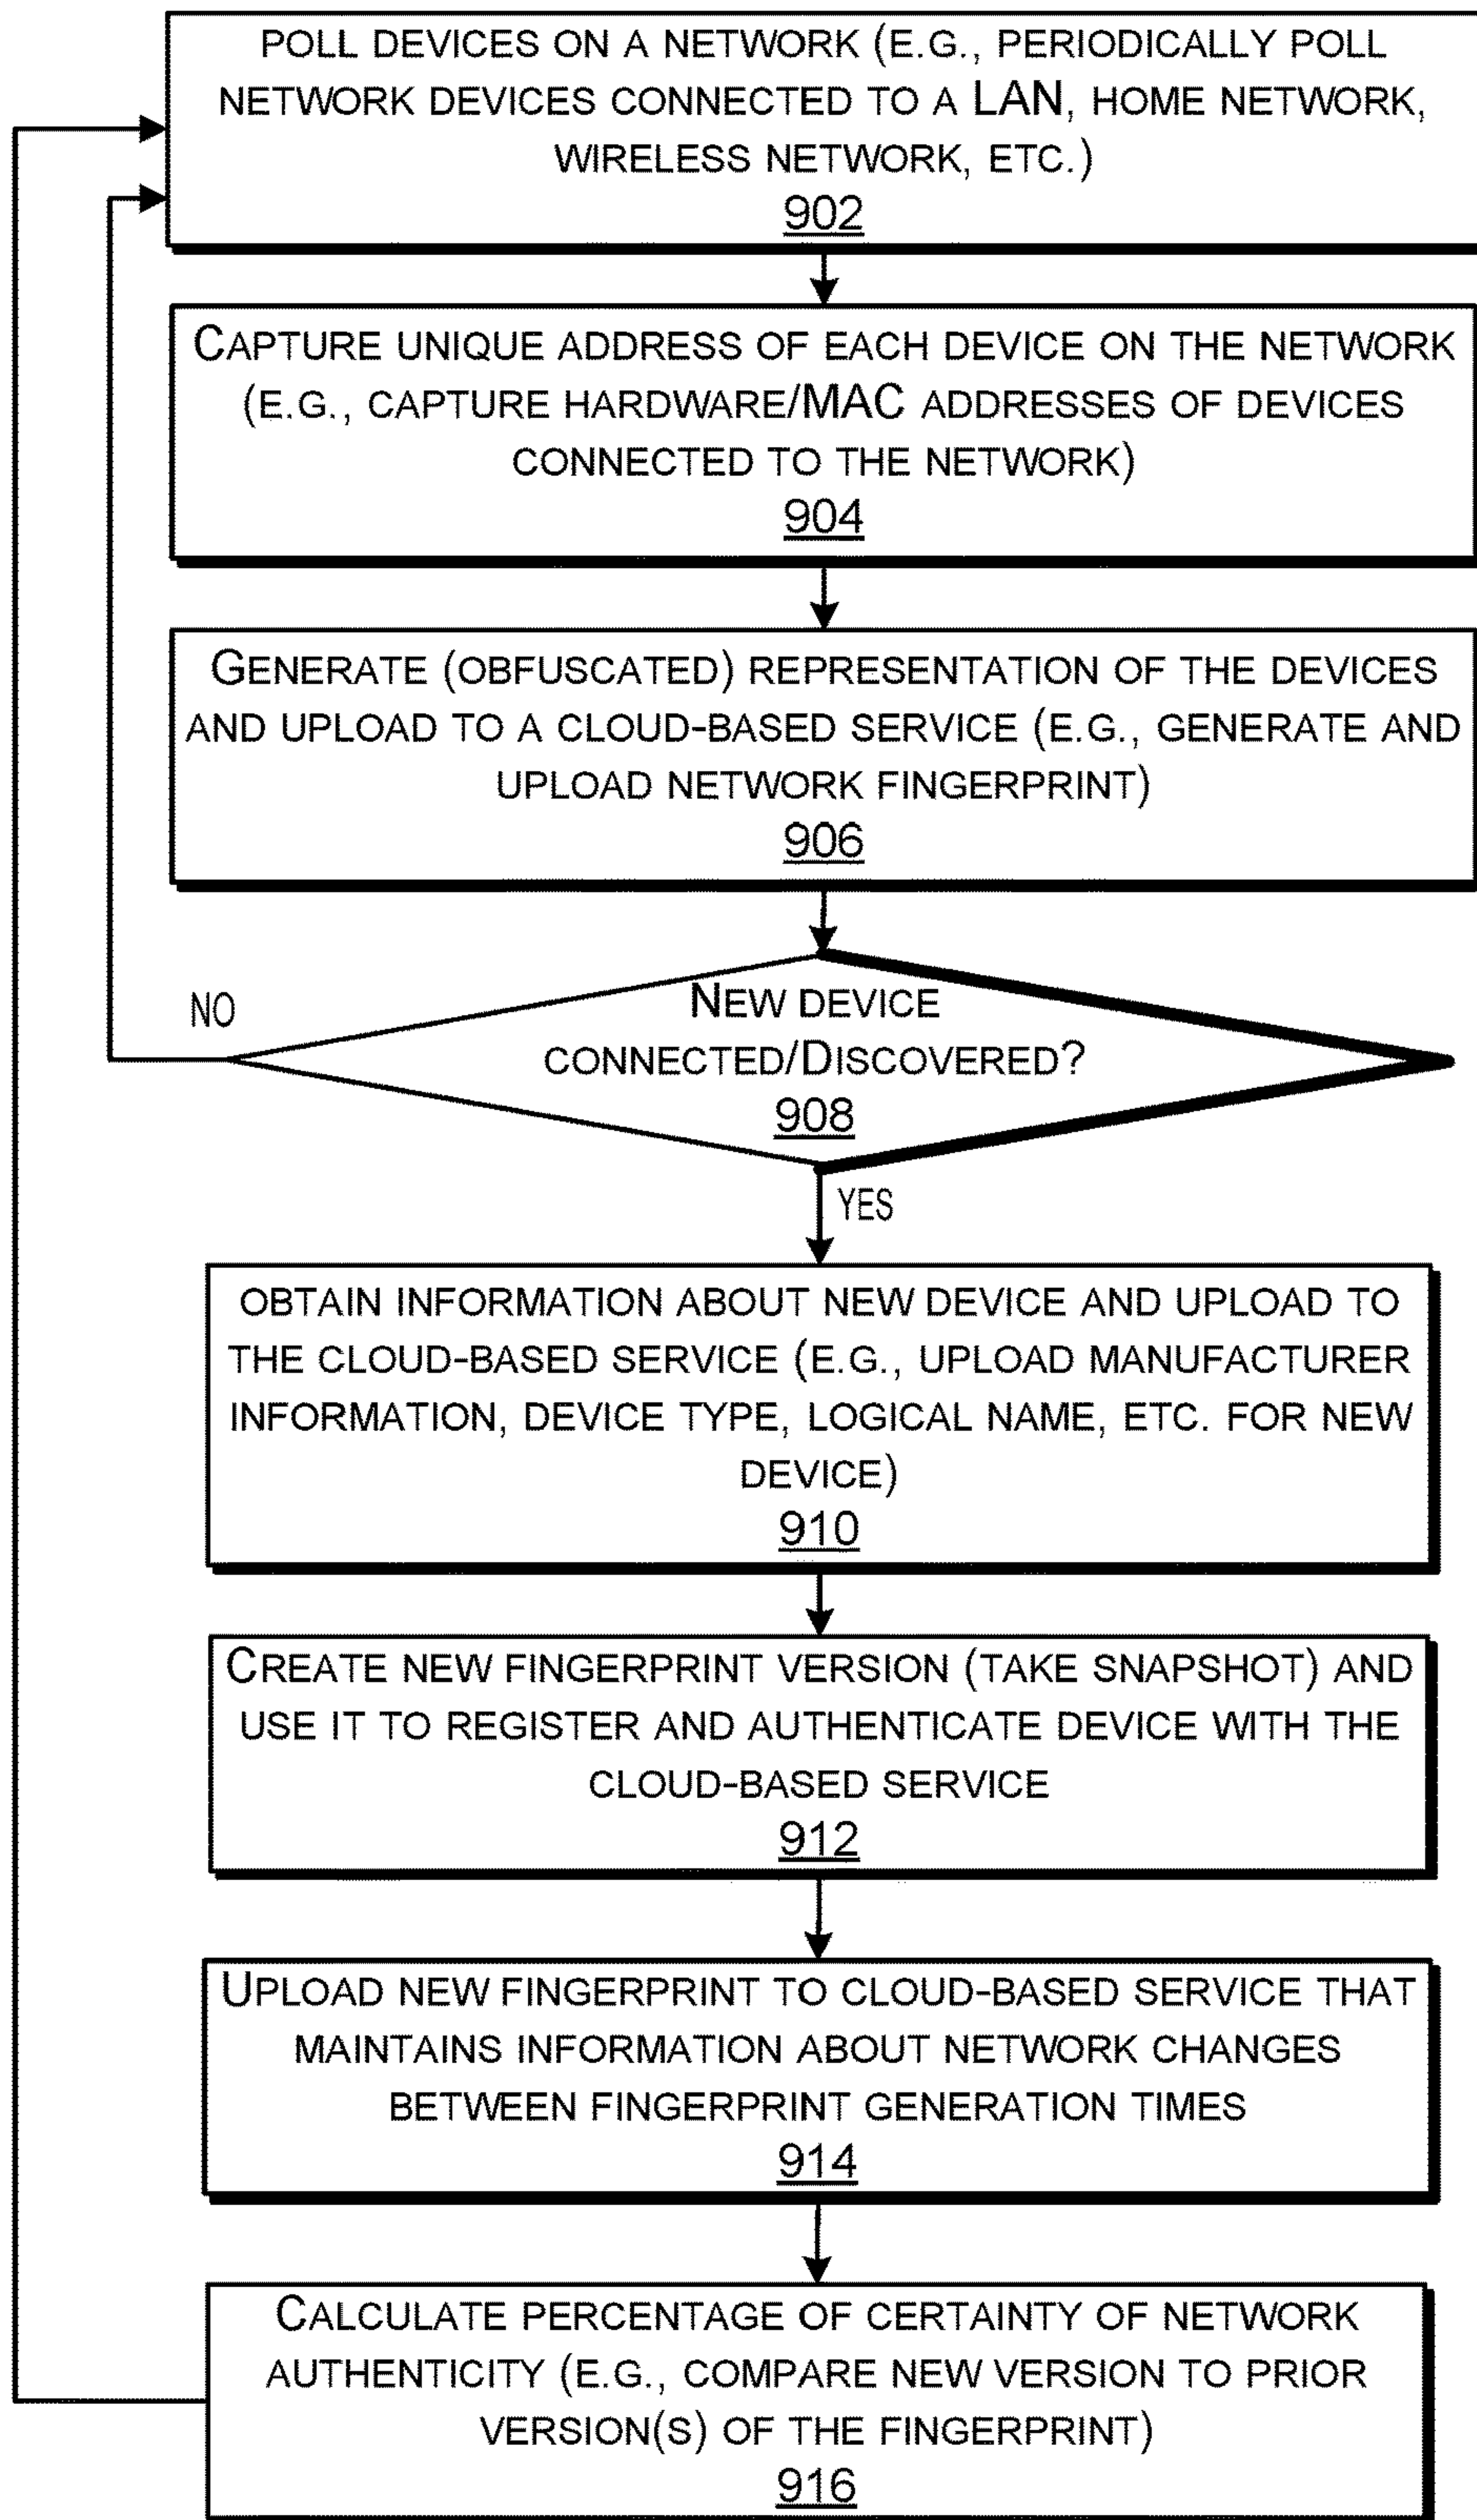 POLL DEVICES ON A NETWORK (E.G., PERIODICALLY POLL
NETWORK DEVICES CONNECTED TO A LAN, HOME NETWORK,
WIRELESS NETWORK, ETC.)
902
CAPTURE UNIQUE ADDRESS OF EACH DEVICE ON THE NETWORK
(E.G., CAPTURE HARDWARE/MAC ADDRESSES OF DEVICES
CONNECTED TO THE NETWORK)
904
GENERATE (OBFUSCATED) REPRESENTATION OF THE DEVICES
AND UPLOAD TO A CLOUD-BASED SERVICE (E.G., GENERATE AND
UPLOAD NETWORK FINGERPRINT)
906
NO
NEW DEVICE
CONNECTED/DISCOVERED?
908
YES
OBTAIN INFORMATION ABOUT NEW DEVICE AND UPLOAD TO
THE CLOUD-BASED SERVICE (E.G., UPLOAD MANUFACTURER
INFORMATION, DEVICE TYPE, LOGICAL NAME, ETC. FOR NEW
DEVICE)
910
CREATE NEW FINGERPRINT VERSION (TAKE SNAPSHOT) AND
USE IT TO REGISTER AND AUTHENTICATE DEVICE WITH THE
CLOUD-BASED SERVICE
912
UPLOAD NEW FINGERPRINT TO CLOUD-BASED SERVICE THAT
MAINTAINS INFORMATION ABOUT NETWORK CHANGES
BETWEEN FINGERPRINT GENERATION TIMES
914
CALCULATE PERCENTAGE OF CERTAINTY OF NETWORK
AUTHENTICITY (E.G., COMPARE NEW VERSION TO PRIOR
VERSION(S) OF THE FINGERPRINT)
916